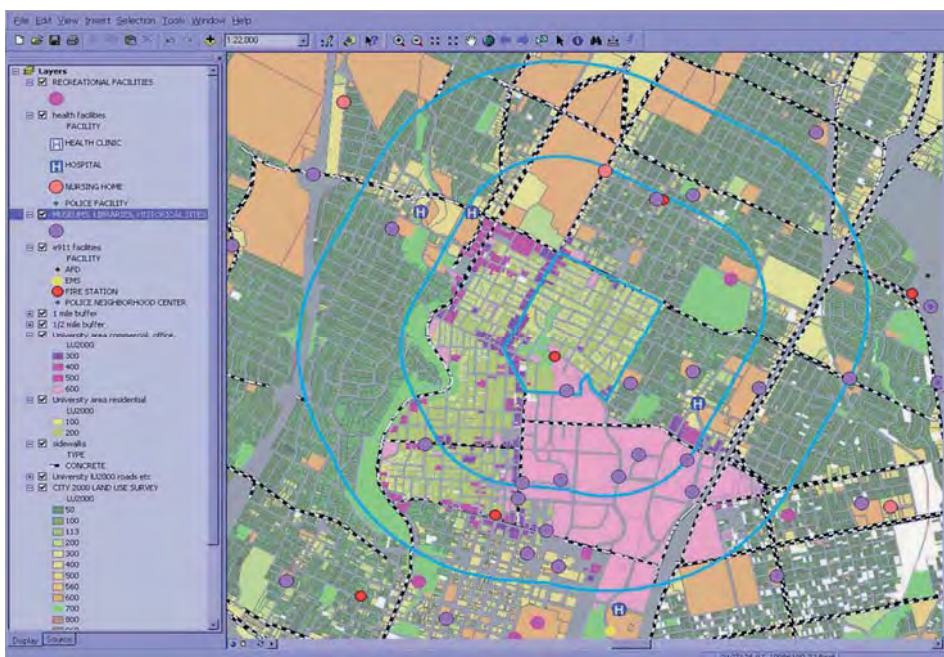 File Edit View Insert Selection Tools Window Help
1:22,000
Layers
RECREATIONAL FACILITIES
health facilities
FACILITY
H HEALTH CLINIC
H HOSPITAL
NURSING HOME
POLICE FACILITY
MUSEUMS, LIBRARIES, HISTORICAL SITES
e911 facilities
FACILITY
AFD
EMS
FIRE STATION
POLICE NEIGHBORHOOD CENTER
1 mile buffer
1/2 mile buffer
University area commercial, office
LU2000
300
400
500
600
University area residential
LU2000
100
200
sidewalks
TYPE
CONCRETE
University lU2000 roads etc
CITY 2000 LAND USE SURVEY
LU2000
50
100
113
200
300
400
500
560
600
700
800
Display Source
H
H
H
H